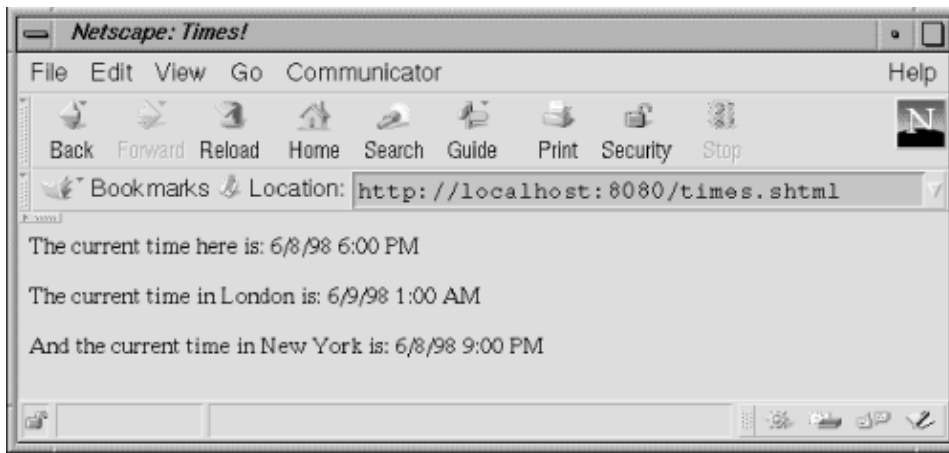 Netscape: Times!
File Edit View Go Communicator Help
Back Forward Reload Home Search Guide Print Security Stop N
Bookmarks Location: http://localhost:8080/times.shtml
The current time here is: 6/8/98 6:00 PM
The current time in London is: 6/9/98 1:00 AM
And the current time in New York is: 6/8/98 9:00 PM